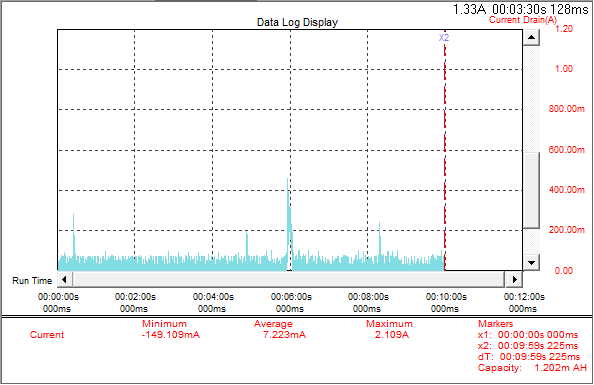 1.33A 00:03:30s 128ms
Data Log Display
Current Drain(A)
X2
1.20
1.00
800.00m
600.00m
400.00m
200.00m
0.00
Run Time
00:00:00s 00:02:00s 00:04:00s 00:06:00s 00:08:00s 00:10:00s 00:12:00s
000ms 000ms 000ms 000ms 000ms 000ms 000ms
Minimum Average Maximum Markers
Current -149.109mA 7.223mA 2.109A x1: 00:00:00s 000ms
x2: 00:09:59s 225ms
dT: 00:09:59s 225ms
Capacity: 1.202m AH